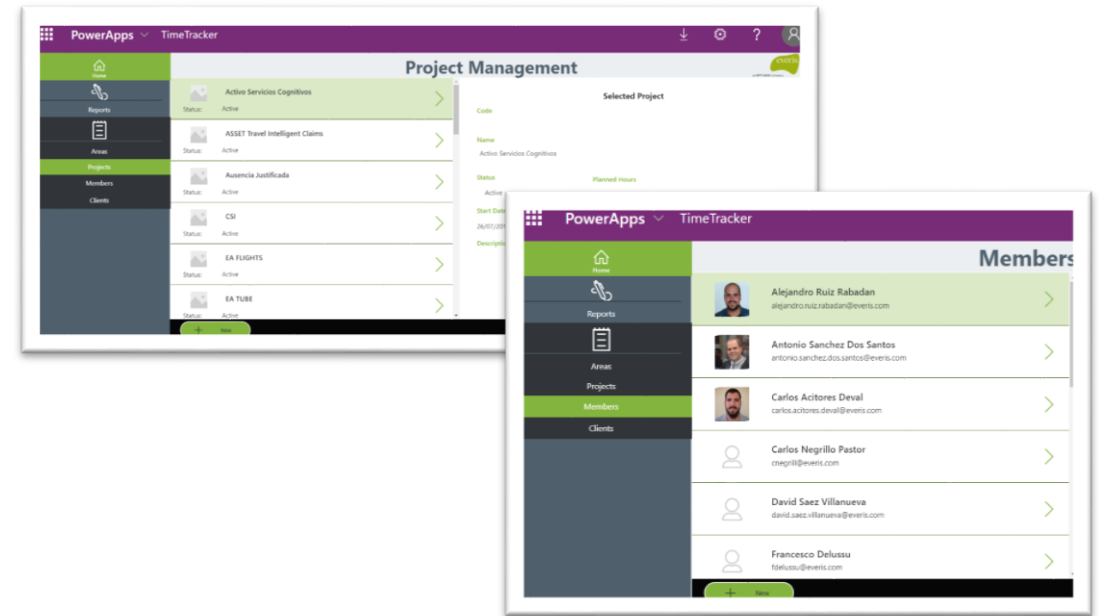 PowerApps TimeTracker ?
Home
Project Management
everis
Reports
Areas
Projects
Members
Clients
Activo Servicios Cognitivos
Status: Active
ASSET Travel Intelligent Claims
Status: Active
Ausencia Justificada
Status: Active
CSI
Status: Active
EA FLIGHTS
Status: Active
EA TUBE
Status: Active
+ New
Selected Project
Code
Name
Activo Servicios Cognitivos
Status Planned Hours
Active
Start Date
26/07/201
Descriptio
PowerApps TimeTracker
Home
Members
Reports
Areas
Projects
Members
Clients
Alejandro Ruiz Rabadan
alejandro.ruiz.rabadan@everis.com
Antonio Sanchez Dos Santos
antonio.sanchez.dos.santos@everis.com
Carlos Acitores Deval
carlos.acitores.deval@everis.com
Carlos Negrillo Pastor
cnegrill@everis.com
David Saez Villanueva
david.saez.villanueva@everis.com
Francesco Delussu
fdelussu@everis.com
+ New